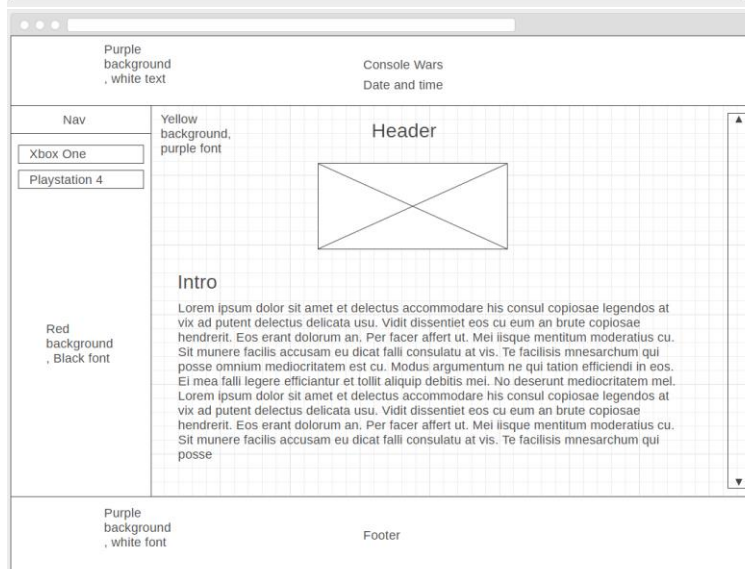 Purple
background
, white text
Console Wars
Date and time
Nav
Xbox One
Playstation 4
Red
background
, Black font
Yellow
background,
purple font
Header
Intro
Lorem ipsum dolor sit amet et delectus accommodare his consul copiosae legendos at
vix ad putent delectus delicata usu. Vidit dissentiet eos cu eum an brute copiosae
hendrerit. Eos erant dolorum an. Per facer affert ut. Mei iisque mentitum moderatius cu.
Sit munere facilis accusam eu dicat falli consulatu at vis. Te facilisis mnesarchum qui
posse omnium mediocritatem est cu. Modus argumentum ne qui tation efficiendi in eos.
Ei mea falli legere efficiantur et tollit aliquip debitis mei. No deserunt mediocritatem mel.
Lorem ipsum dolor sit amet et delectus accommodare his consul copiosae legendos at
vix ad putent delectus delicata usu. Vidit dissentiet eos cu eum an brute copiosae
hendrerit. Eos erant dolorum an. Per facer affert ut. Mei iisque mentitum moderatius cu.
Sit munere facilis accusam eu dicat falli consulatu at vis. Te facilisis mnesarchum qui
posse
Purple
background
, white font
Footer